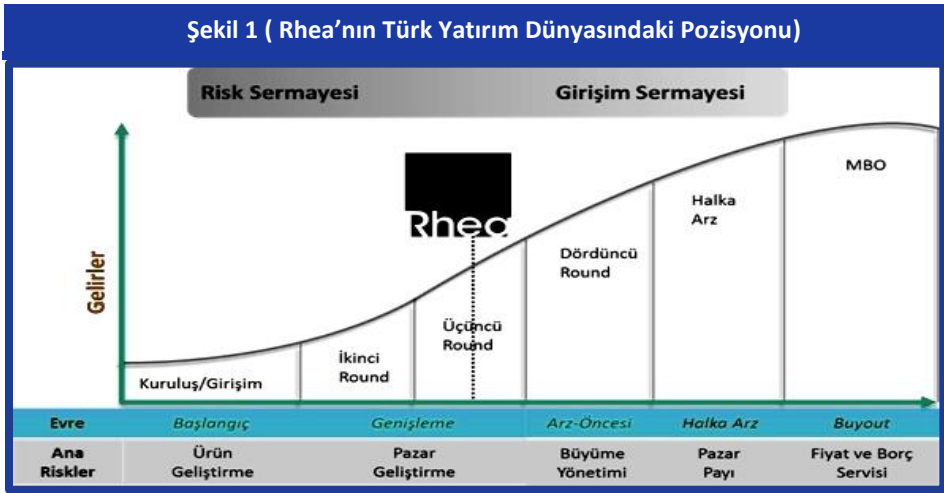 Şekil 1 ( Rhea’nın Türk Yatırım Dünyasındaki Pozisyonu)
Risk Sermayesi Girişim Sermayesi
MBO
Halka
Arz
Rhea
Dördüncü
Round
Gelirler
Üçüncü
Round
İkinci
Round
Kuruluş/Girişim
Evre Başlangıç Genişleme Arz-Öncesi Halka Arz Buyout
Ana Ürün Pazar Büyüme Pazar Fiyat ve Borç
Riskler Geliştirme Geliştirme Yönetimi Payı Servisi